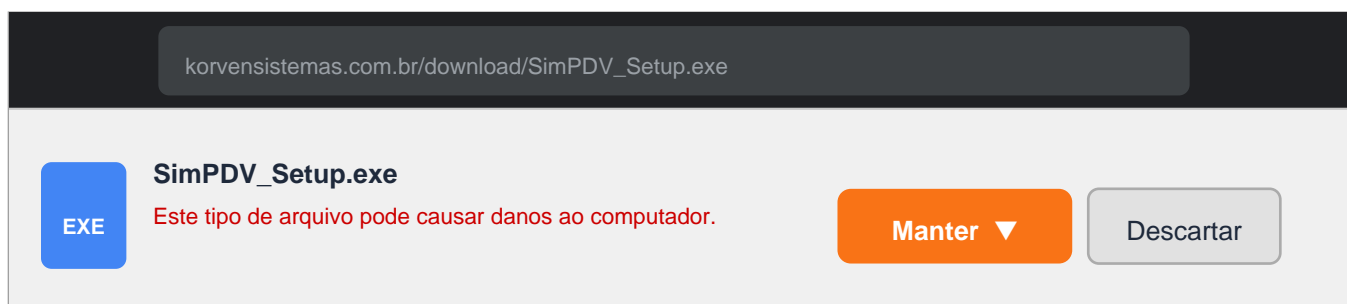 korvensistemas.com.br/download/SimPDV_Setup.exe
SimPDV_Setup.exe
EXE
Este tipo de arquivo pode causar danos ao computador.
Manter ▼
Descartar